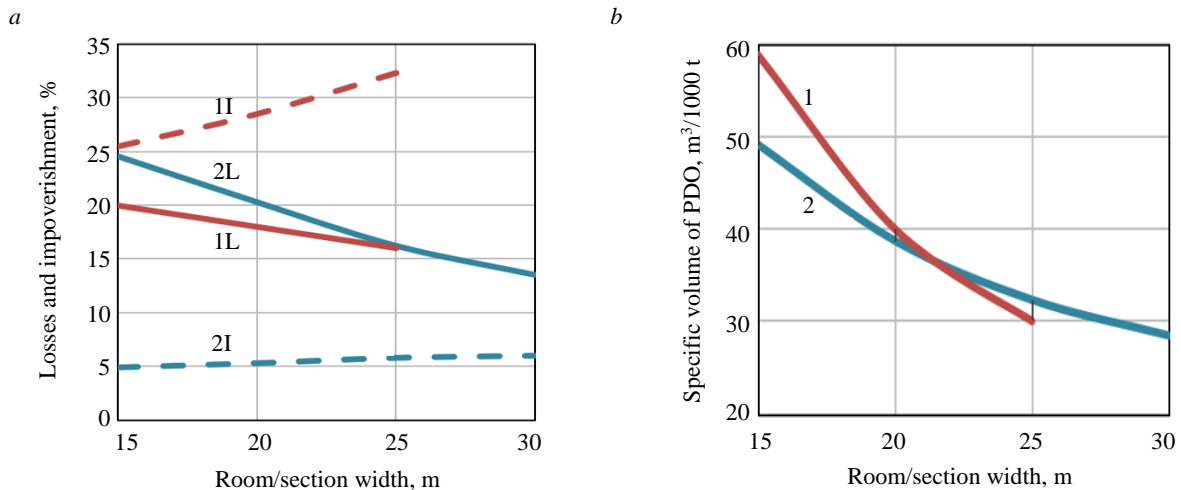 a
35
30
25
20
15
10
5
0
Losses and impoverishment, %
1I
2L
1L
2I
15 20 25 30
Room/section width, m
b
60
50
40
30
20
Specific volume of PDO, m³/1000 t
1
2
15 20 25 30
Room/section width, m